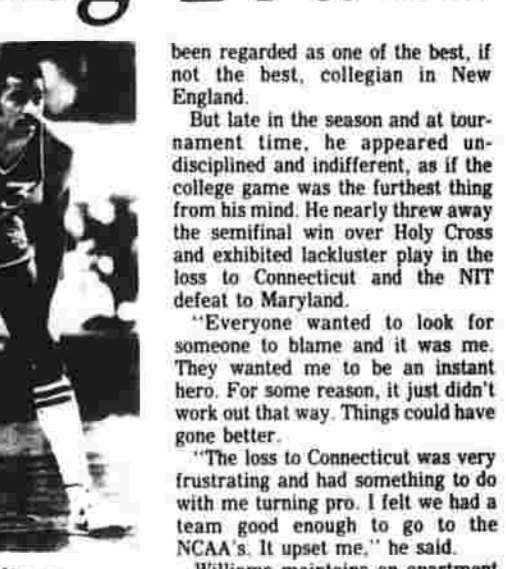 been regarded as one of the best, if
not the best, collegian in New
England.
But late in the season and at tour-
nament time, he appeared un-
disciplined and indifferent, as if the
college game was the furthest thing
from his mind. He nearly threw away
the semifinal win over Holy Cross
and exhibited lackluster play in the
loss to Connecticut and the NIT
defeat to Maryland.
"Everyone wanted to look for
someone to blame and it was me.
They wanted me to be an instant
hero. For some reason, it just didn't
work out that way. Things could have
gone better.
"The loss to Connecticut was very
frustrating and had something to do
with me turning pro. I felt we had a
team good enough to go to the
NCAA's. It upset me," he said.
Williams maintains an apartment